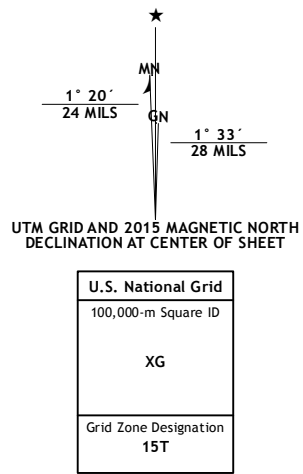 ★
MN
1° 20´
24 MILS
GN
1° 33´
28 MILS
UTM GRID AND 2015 MAGNETIC NORTH
DECLINATION AT CENTER OF SHEET
U.S. National Grid
100,000-m Square ID
XG
Grid Zone Designation
15T